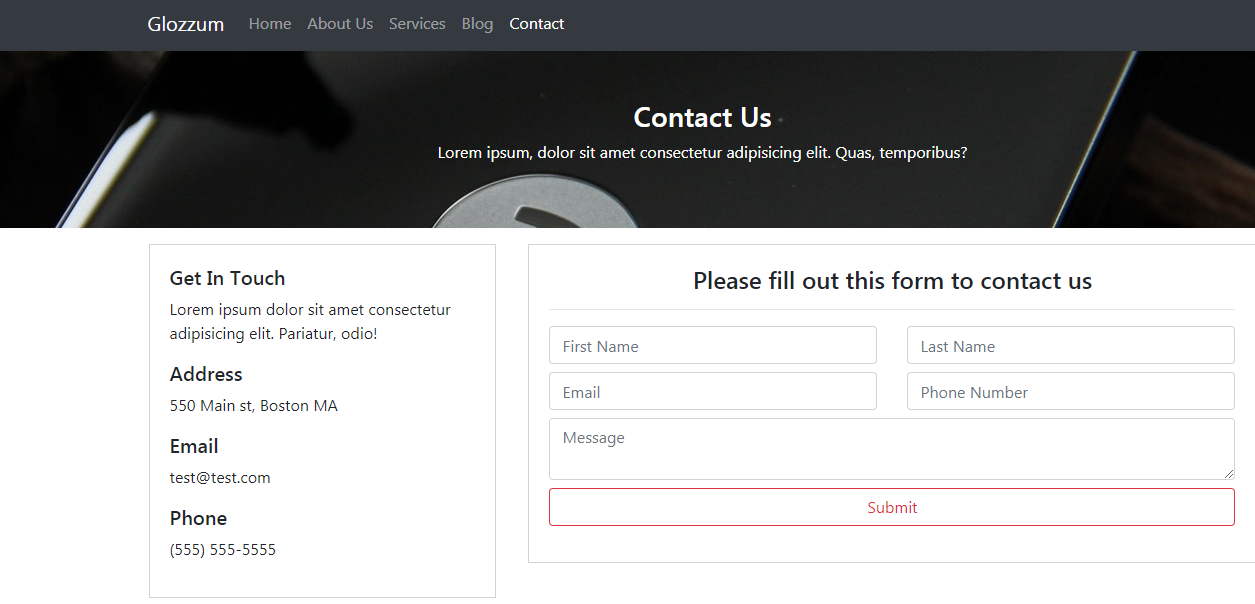 Glozzum Home About Us Services Blog Contact
Contact Us
Lorem ipsum, dolor sit amet consectetur adipisicing elit. Quas, temporibus?
Get In Touch
Lorem ipsum dolor sit amet consectetur
adipisicing elit. Pariatur, odio!
Address
550 Main st, Boston MA
Email
test@test.com
Phone
(555) 555-5555
Please fill out this form to contact us
First Name
Last Name
Email
Phone Number
Message
Submit